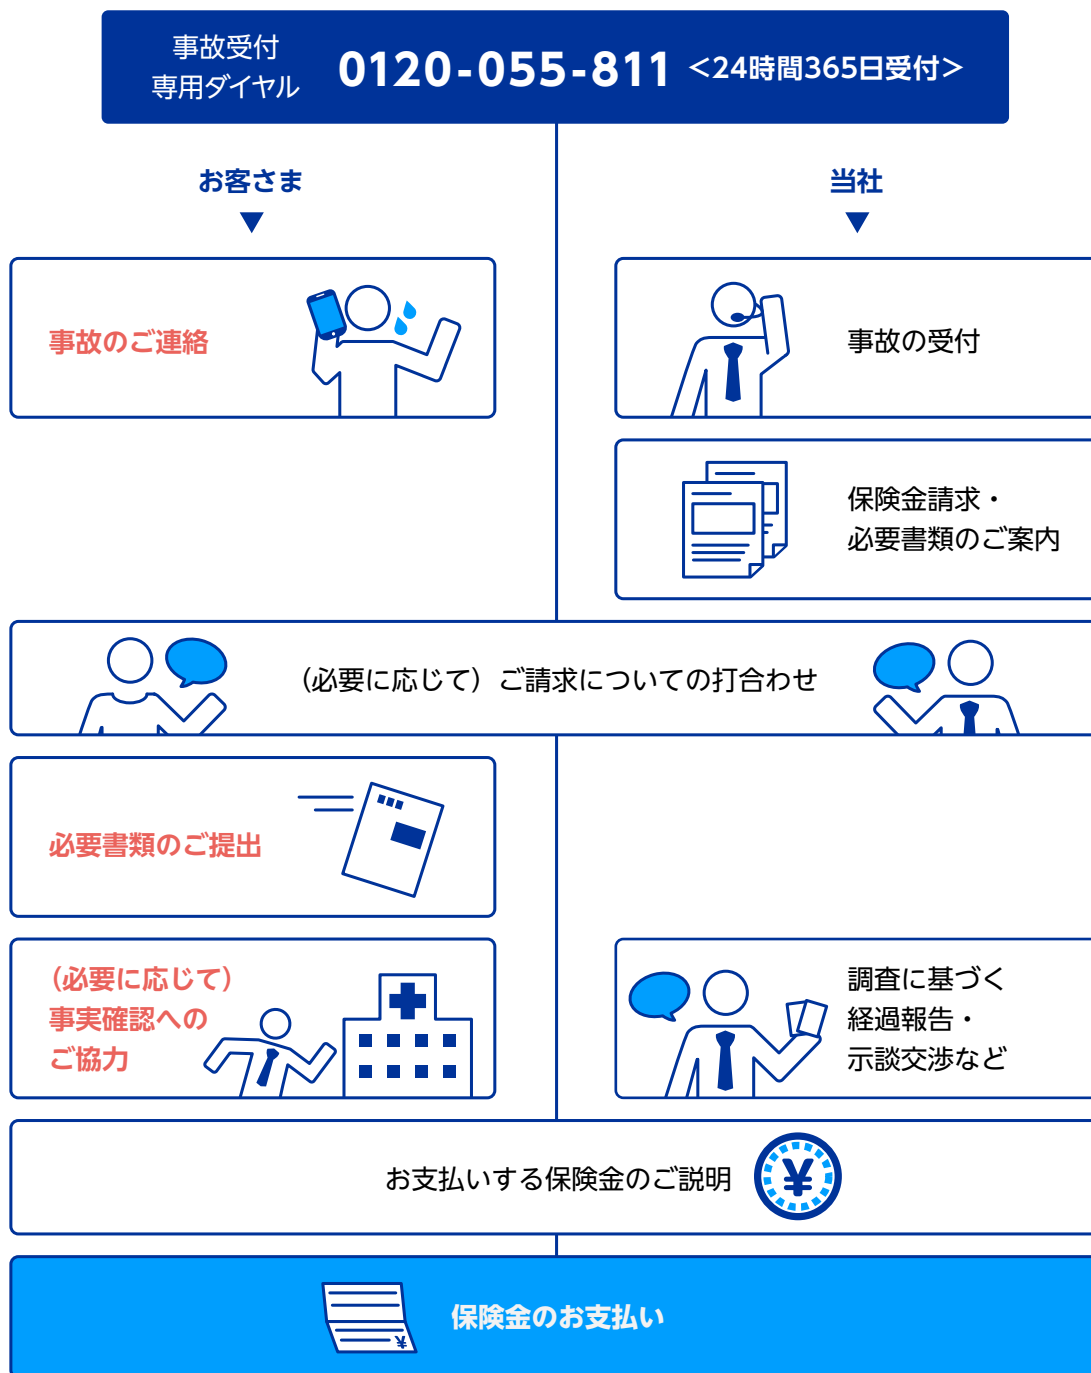 事故受付
専用ダイヤル
0120-055-811 <24時間365日受付>
お客さま
▼
当社
▼
事故のご連絡
事故の受付
保険金請求・
必要書類のご案内
（必要に応じて）ご請求についての打合わせ
必要書類のご提出
（必要に応じて）
事実確認への
ご協力
調査に基づく
経過報告・
示談交渉など
お支払いする保険金のご説明
¥
保険金のお支払い
¥